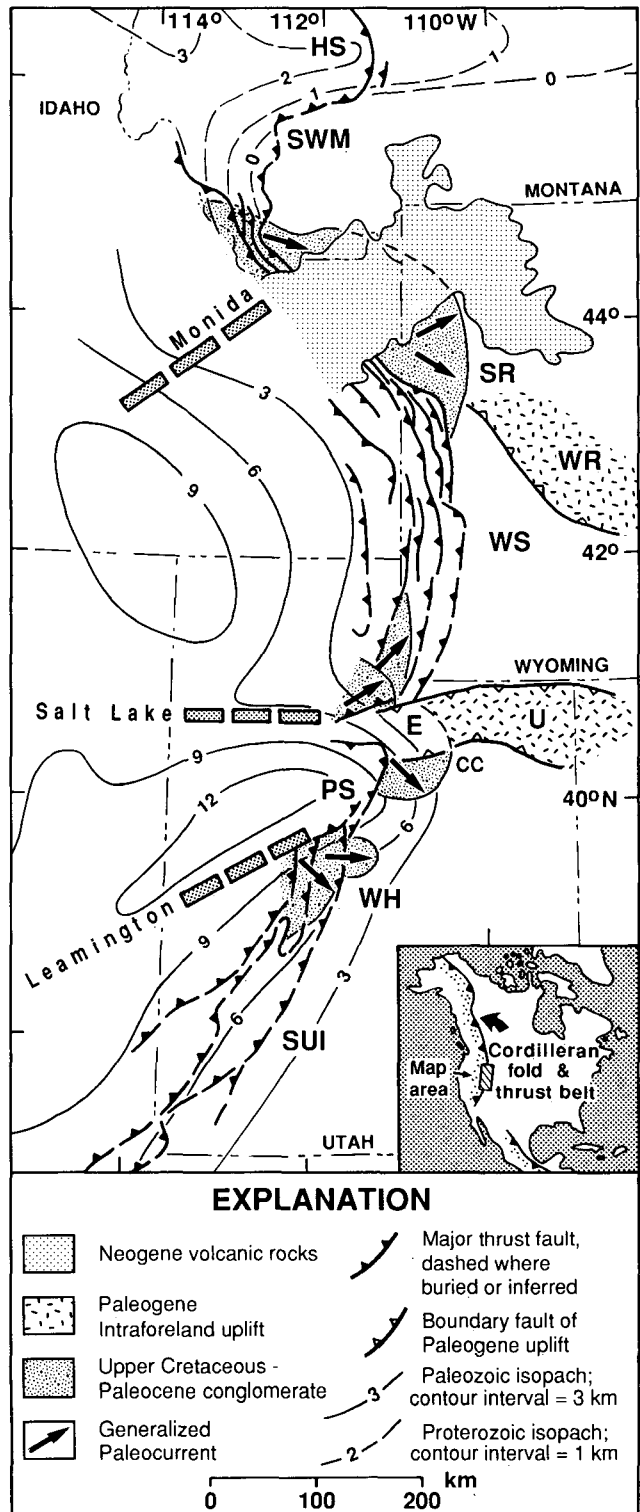 114°
112°
110° W
3
HS
2
1
1
0
IDAHO
SWM
0
MONTANA
44°
Monida
3
SR
6
WR
9
WS
42°
WYOMING
Salt Lake
E
U
9
CC
PS
12
40°N
6
WH
Leamington
9
3
6
SUI
Map area
Cordilleran fold & thrust belt
UTAH
EXPLANATION
Neogene volcanic rocks
Major thrust fault,
dashed where
buried or inferred
Paleogene
Intraforeland uplift
Boundary fault of
Paleogene uplift
Upper Cretaceous -
Paleocene conglomerate
3
Paleozoic isopach;
contour interval = 3 km
Generalized
Paleocurrent
2
Proterozoic isopach;
contour interval = 1 km
km
0 100 200